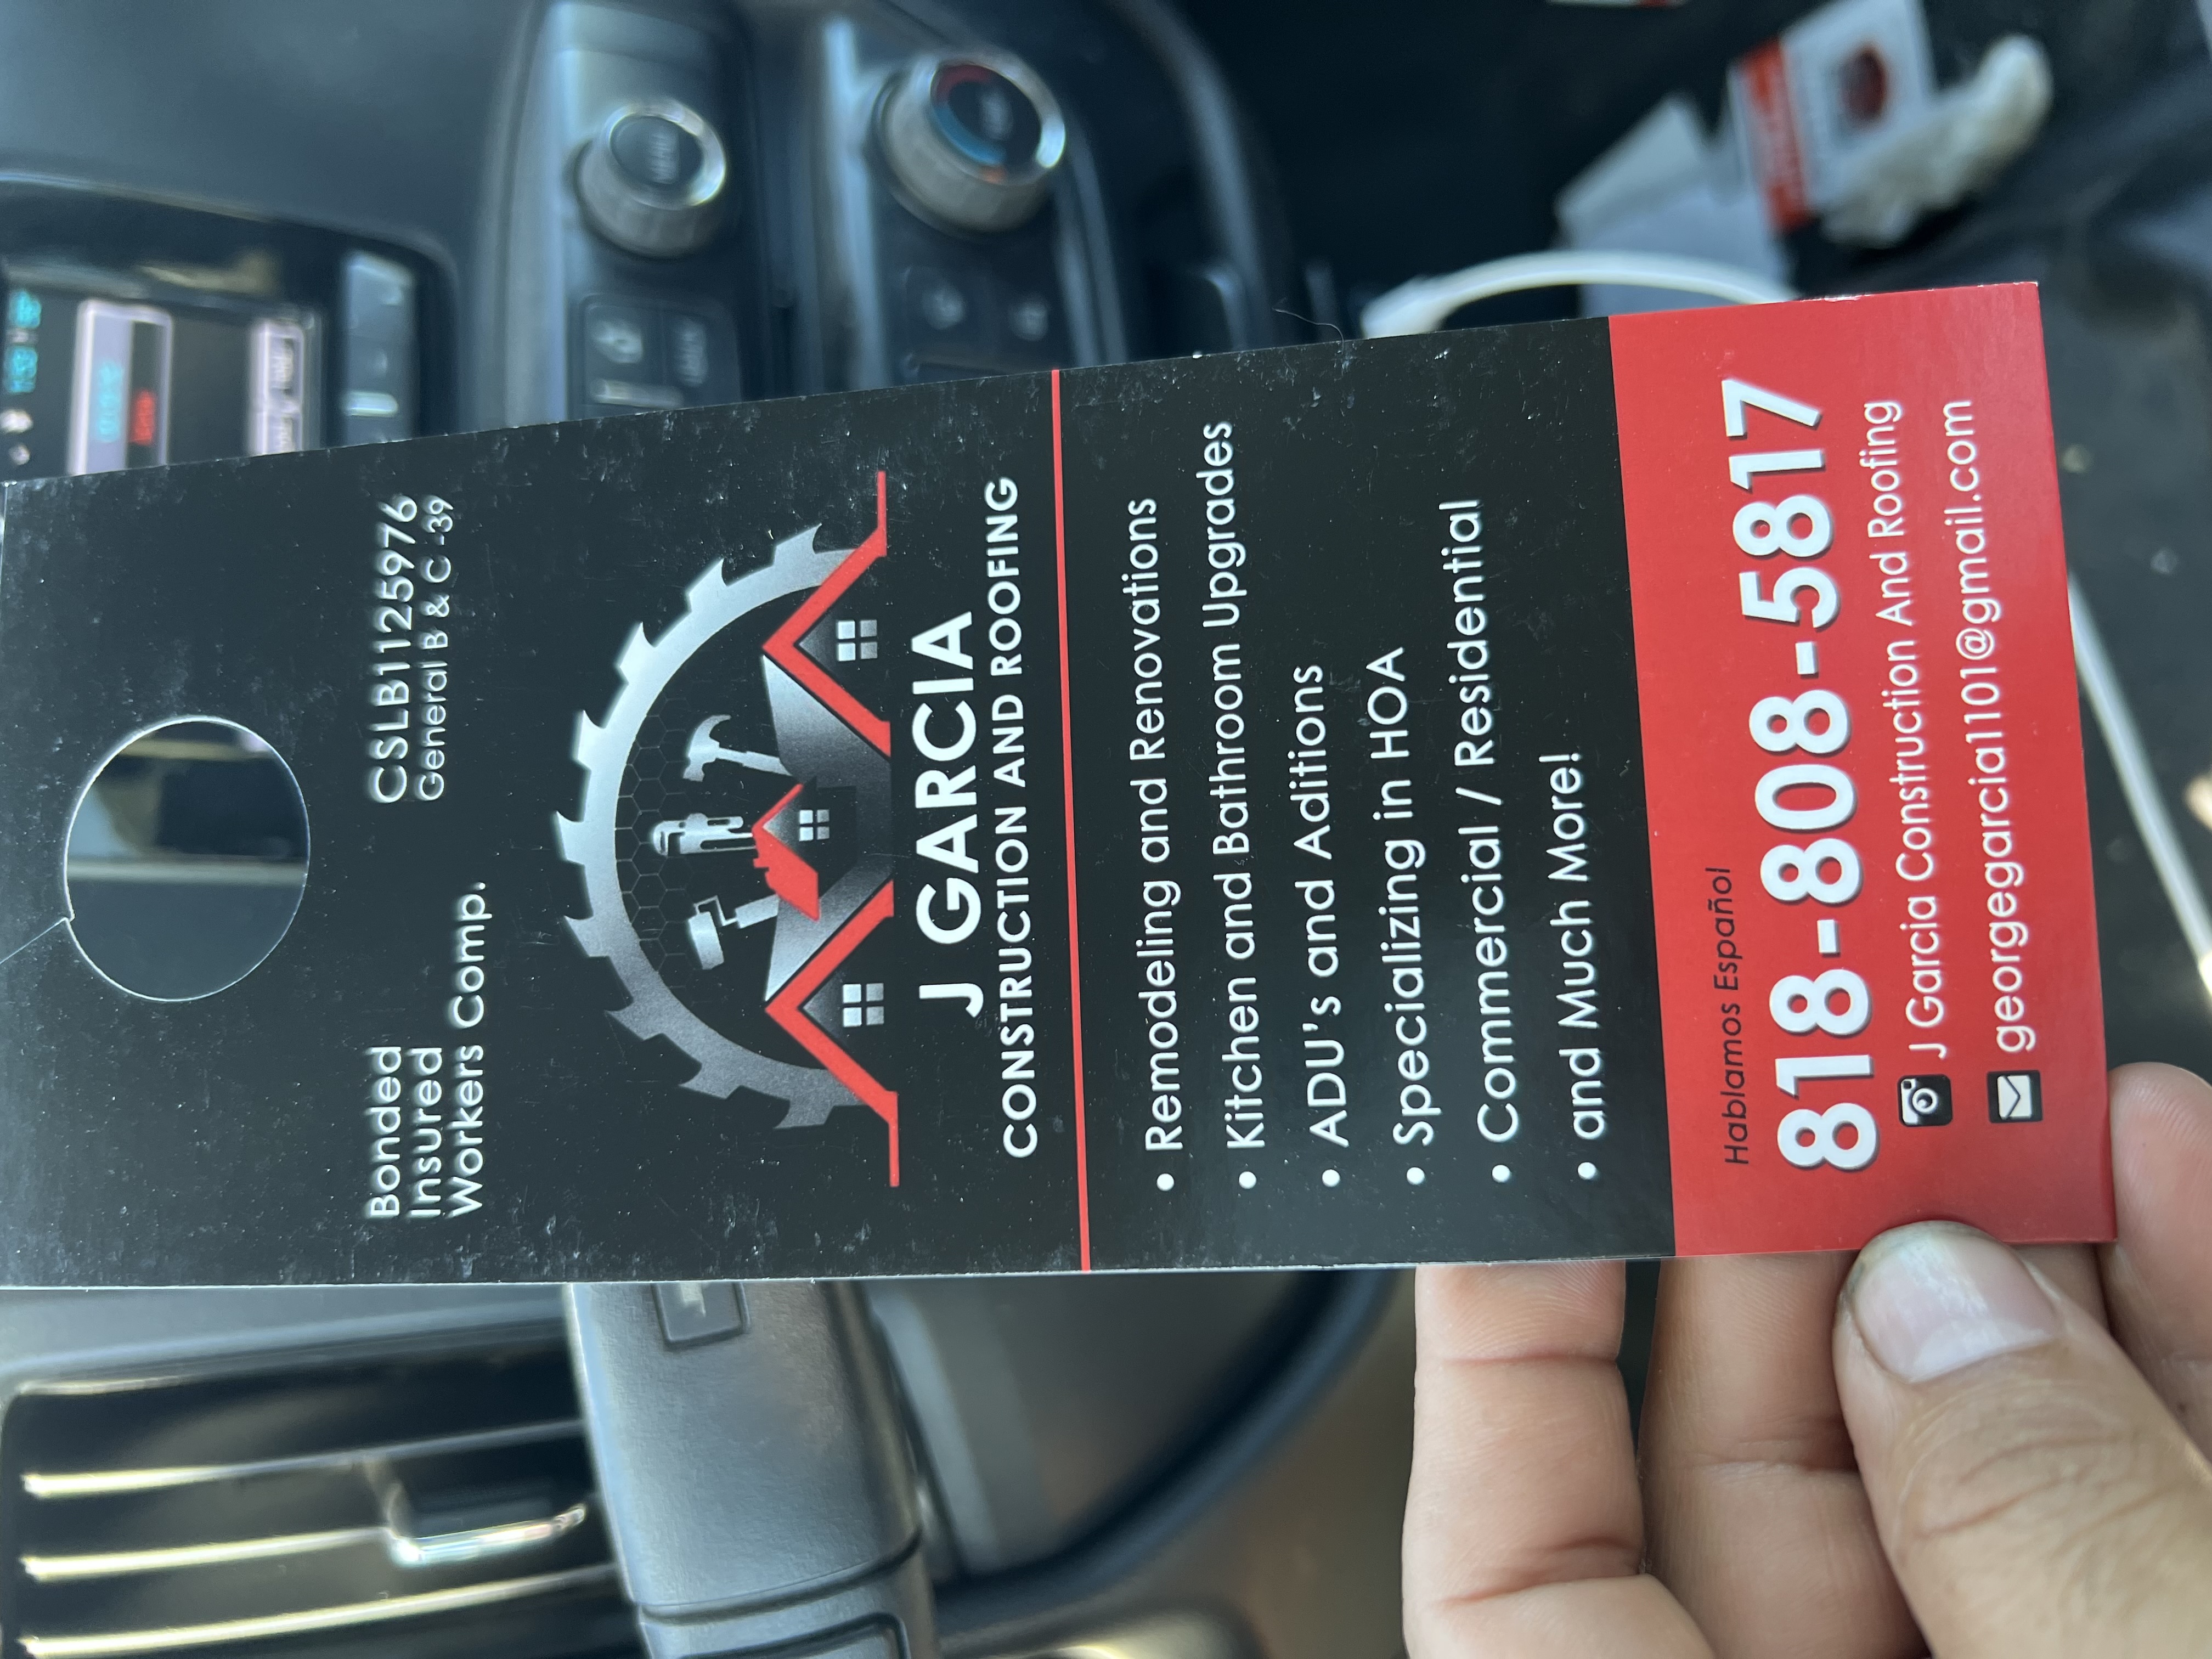 Bonded
Insured
Workers Comp.
CSLB1125976
General B & C -39
J GARCIA
CONSTRUCTION AND ROOFING
• Remodeling and Renovations
• Kitchen and Bathroom Upgrades
• ADU's and Aditions
• Specializing in HOA
• Commercial / Residential
• and Much More!
Hablamos Español
818-808-5817
J Garcia Construction And Roofing
georgegarcia1101@gmail.com